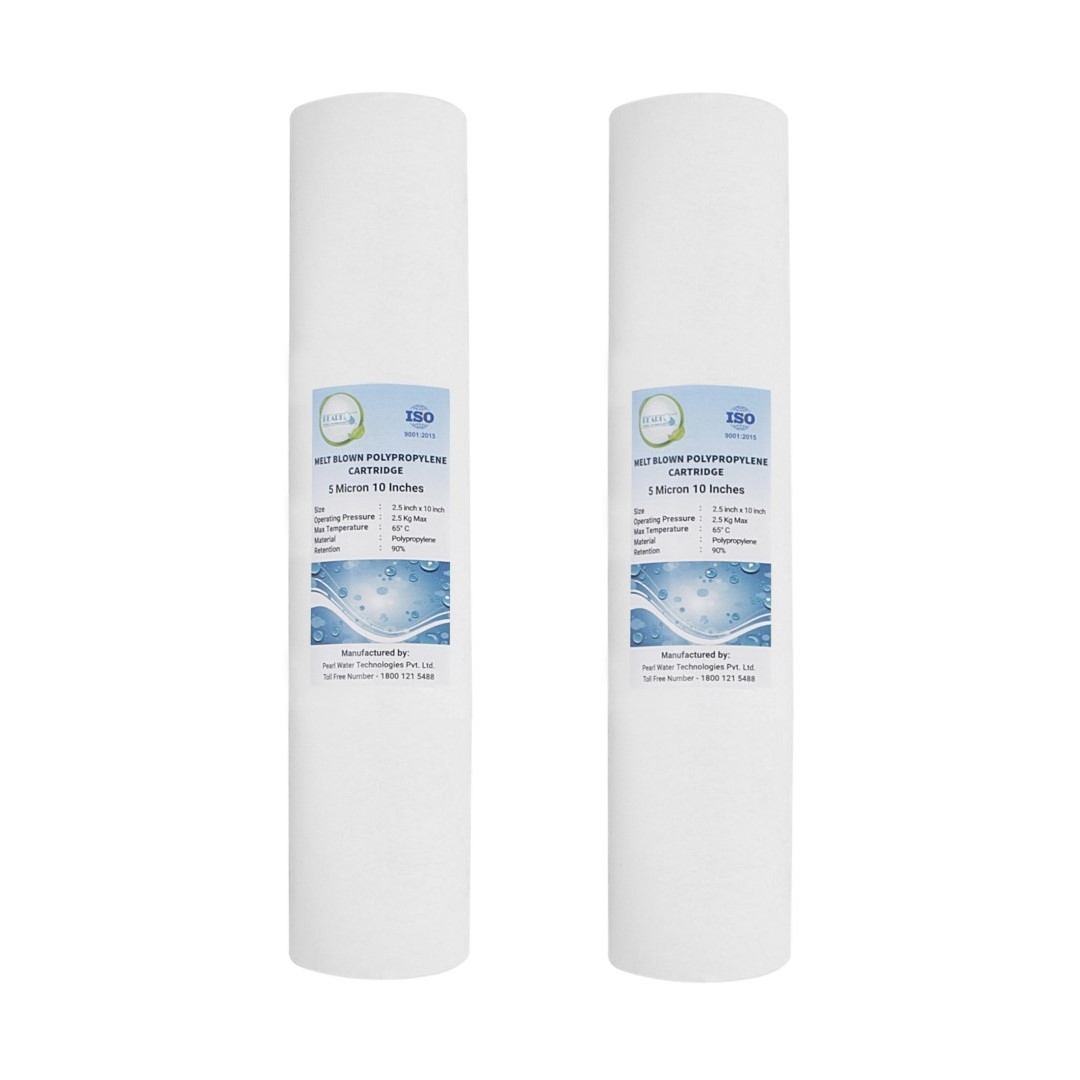 PEARL
ISO
9001:2015
MELT BLOWN POLYPROPYLENE
CARTRIDGE
5 Micron 10 Inches
Size : 2.5 inch x 10 inch
Operating Pressure : 2.5 Kg Max
Max Temperature : 65° C
Material : Polypropylene
Retention : 90%
Manufactured by:
Pearl Water Technologies Pvt. Ltd.
Toll Free Number - 1800 121 5488
PEARL
ISO
9001:2015
MELT BLOWN POLYPROPYLENE
CARTRIDGE
5 Micron 10 Inches
Size : 2.5 inch x 10 inch
Operating Pressure : 2.5 Kg Max
Max Temperature : 65° C
Material : Polypropylene
Retention : 90%
Manufactured by:
Pearl Water Technologies Pvt. Ltd.
Toll Free Number - 1800 121 5488